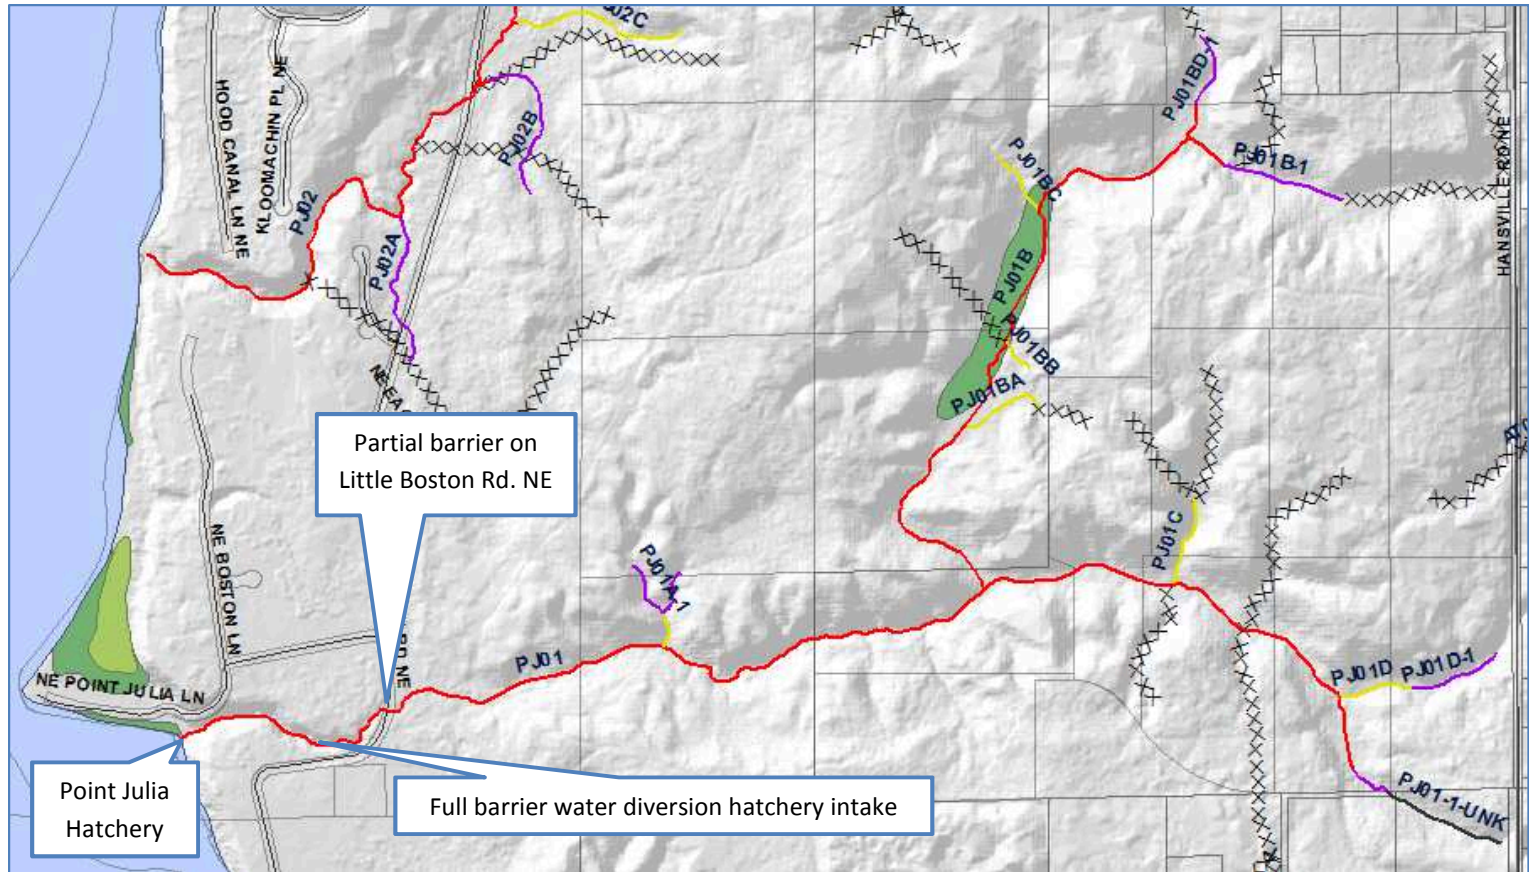 HOOD CANAL LN NE
KLOOMACHIN PL NE
PJ02
PJ02A
PJ02B
PJ01BD-1
PJ01B-1
HANSVILLE RD NE
PJ01BC
PJ01B
PJ01BB
PJ01BA
Partial barrier on
Little Boston Rd. NE
NE BOSTON LN
RD NE
PJ01A-1
PJ01C
PJ01
PJ01D
PJ01D-1
NE POINT JULIA LN
PJ01-1-UNK
Point Julia
Hatchery
Full barrier water diversion hatchery intake